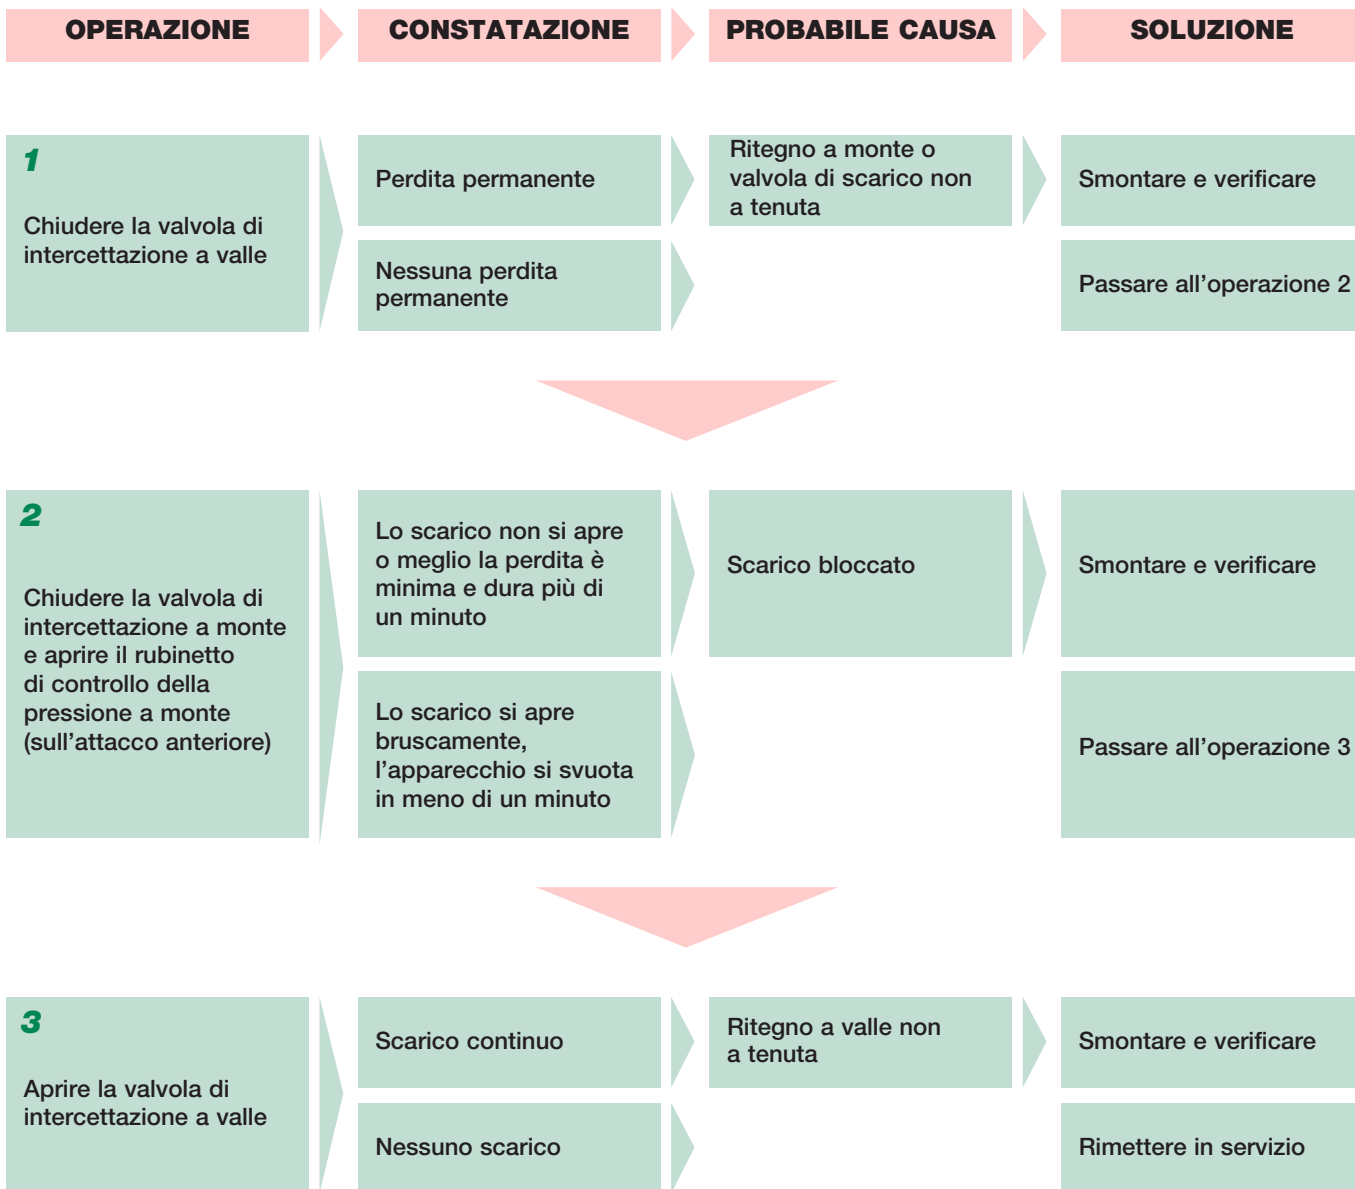 OPERAZIONE
CONSTATAZIONE
PROBABILE CAUSA
SOLUZIONE
1
Chiudere la valvola di
intercettazione a valle
Perdita permanente
Ritegno a monte o
valvola di scarico non
a tenuta
Smontare e verificare
Nessuna perdita
permanente
Passare all’operazione 2
2
Chiudere la valvola di
intercettazione a monte
e aprire il rubinetto
di controllo della
pressione a monte
(sull’attacco anteriore)
Lo scarico non si apre
o meglio la perdita è
minima e dura più di
un minuto
Scarico bloccato
Smontare e verificare
Lo scarico si apre
bruscamente,
l’apparecchio si svuota
in meno di un minuto
Passare all’operazione 3
3
Aprire la valvola di
intercettazione a valle
Scarico continuo
Ritegno a valle non
a tenuta
Smontare e verificare
Nessuno scarico
Rimettere in servizio